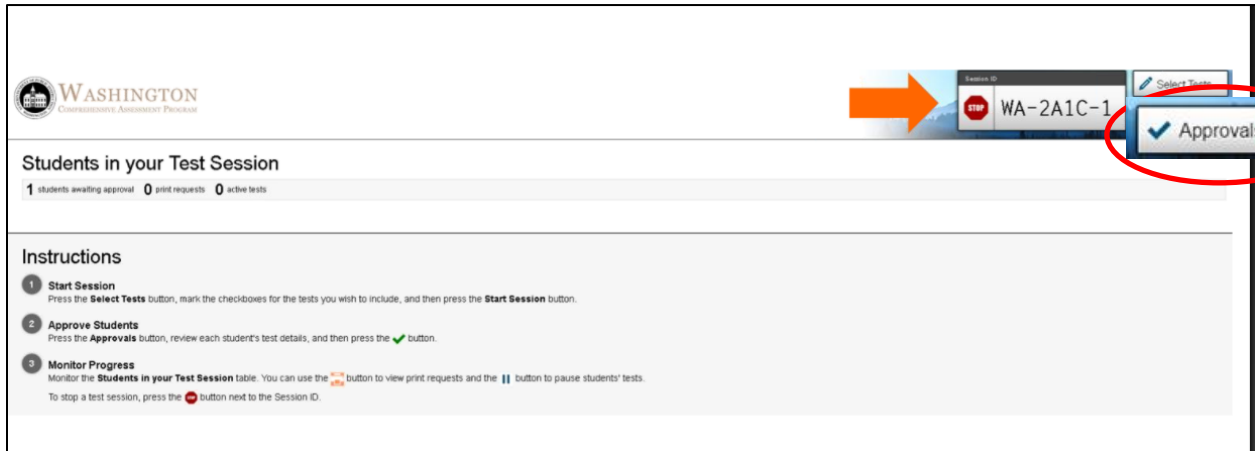 WASHINGTON
COMPREHENSIVE ASSESSMENT PROGRAM
Session ID
STOP
WA-2A1C-1
Select Tests
Approval
Students in your Test Session
1 students awaiting approval 0 print requests 0 active tests
Instructions
1 Start Session
Press the Select Tests button, mark the checkboxes for the tests you wish to include, and then press the Start Session button.
2 Approve Students
Press the Approvals button, review each student's test details, and then press the ✔ button.
3 Monitor Progress
Monitor the Students in your Test Session table. You can use the button to view print requests and the button to pause students' tests.
To stop a test session, press the STOP button next to the Session ID.